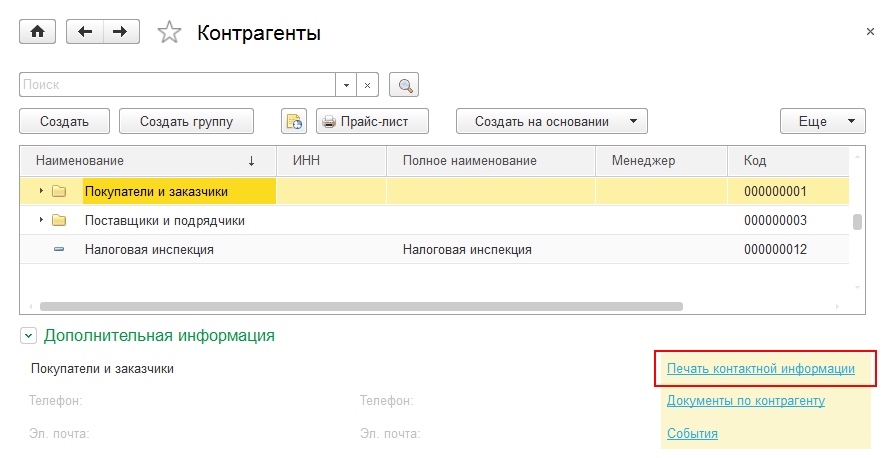 Контрагенты
Поиск
Создать Создать группу Прайс-лист Создать на основании Еще
Наименование ИНН Полное наименование Менеджер Код
Покупатели и заказчики 000000001
Поставщики и подрядчики 000000003
Налоговая инспекция Налоговая инспекция 000000012
Дополнительная информация
Покупатели и заказчики Печать контактной информации
Телефон: Телефон: Документы по контрагенту
Эл. почта: Эл. почта: События